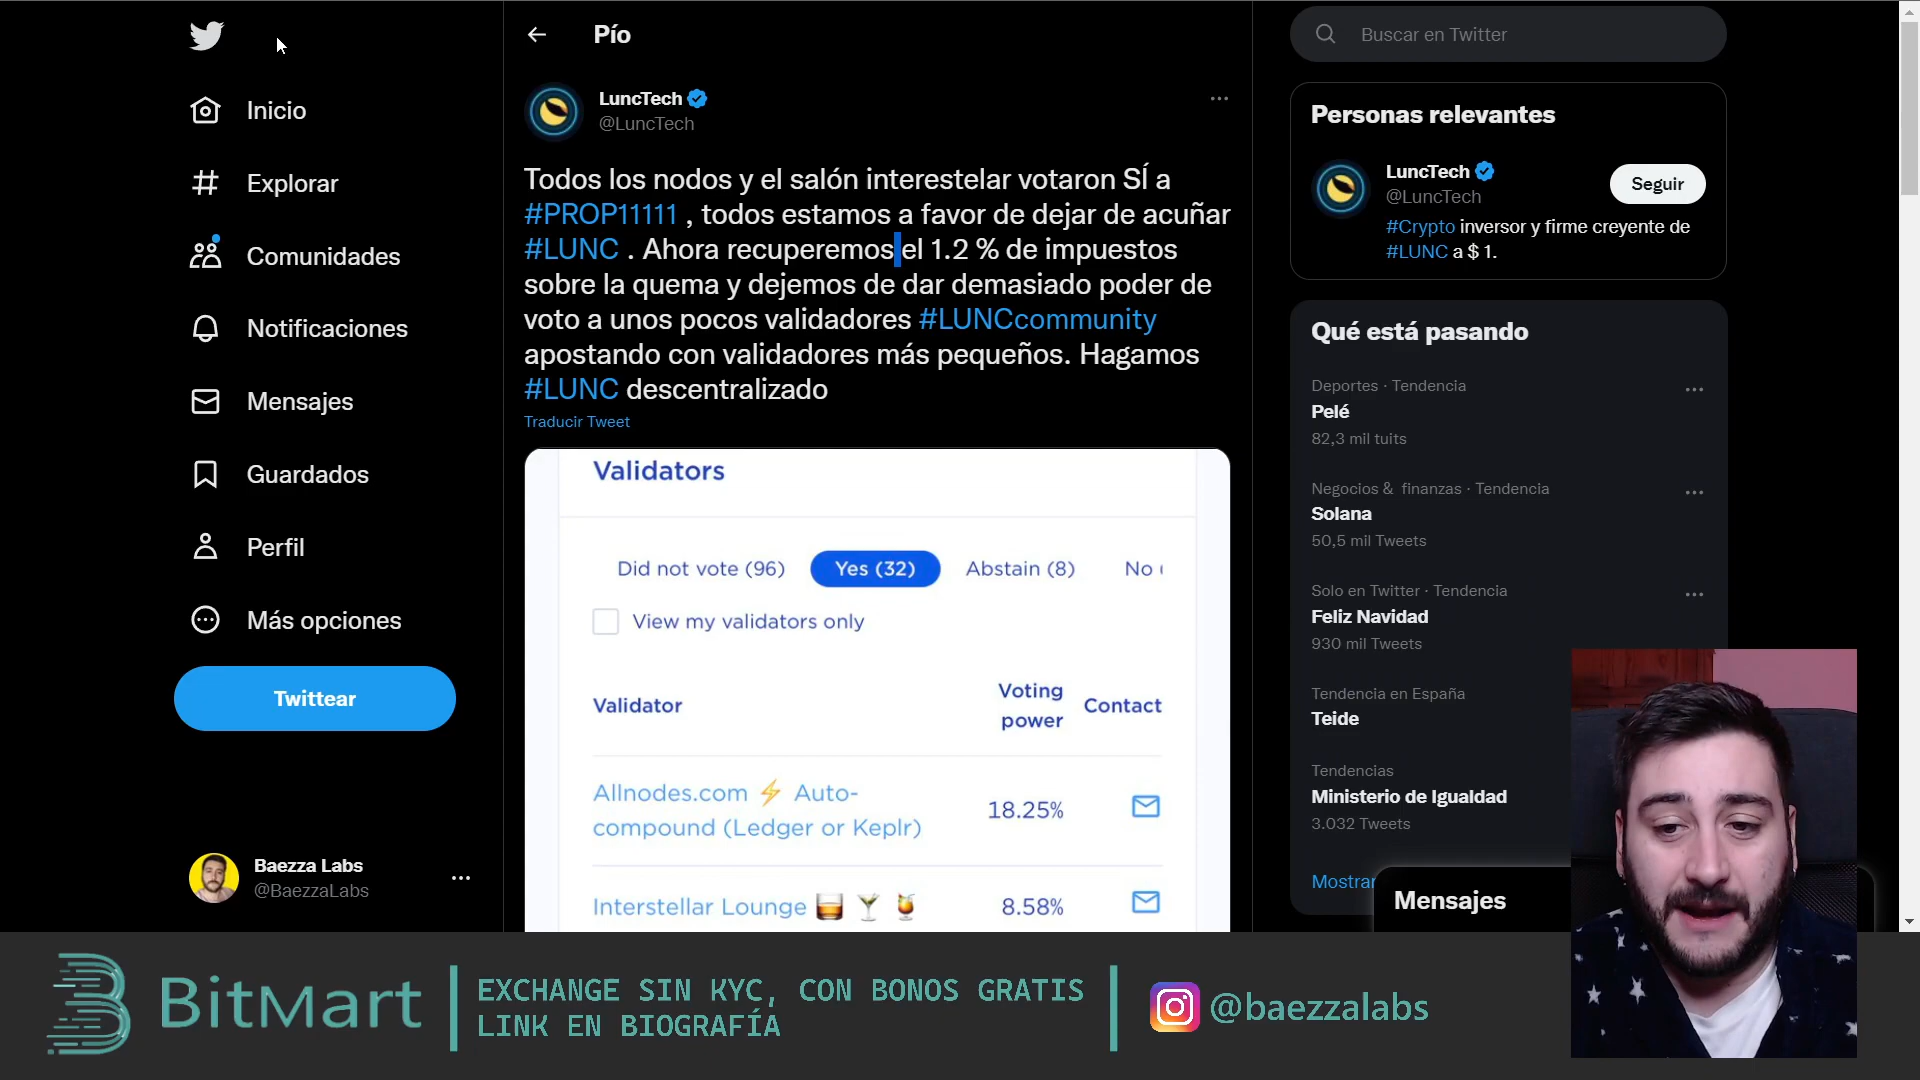 Inicio
Explorar
Comunidades
Notificaciones
Mensajes
Guardados
Perfil
Más opciones
Twittear
Baezza Labs
@BaezzaLabs
Pío
LuncTech
@LuncTech
Todos los nodos y el salón interestelar votaron SÍ a
#PROP11111 , todos estamos a favor de dejar de acuñar
#LUNC . Ahora recuperemos el 1.2 % de impuestos
sobre la quema y dejemos de dar demasiado poder de
voto a unos pocos validadores #LUNCcommunity
apostando con validadores más pequeños. Hagamos
#LUNC descentralizado
Traducir Tweet
Validators
Did not vote (96) Yes (32) Abstain (8) No
View my validators only
Validator Voting power Contact
Allnodes.com ⚡ Auto-
compound (Ledger or Keplr) 18.25%
Interstellar Lounge 🥃 🍸 🍹 8.58%
Buscar en Twitter
Personas relevantes
LuncTech
@LuncTech
Seguir
#Crypto inversor y firme creyente de
#LUNC a $ 1.
Qué está pasando
Deportes · Tendencia
Pelé
82,3 mil tuits
Negocios & finanzas · Tendencia
Solana
50,5 mil Tweets
Solo en Twitter · Tendencia
Feliz Navidad
930 mil Tweets
Tendencia en España
Teide
Tendencias
Ministerio de Igualdad
3.032 Tweets
Mostrar
Mensajes
BitMart
EXCHANGE SIN KYC, CON BONOS GRATIS
LINK EN BIOGRAFÍA
@baezzalabs